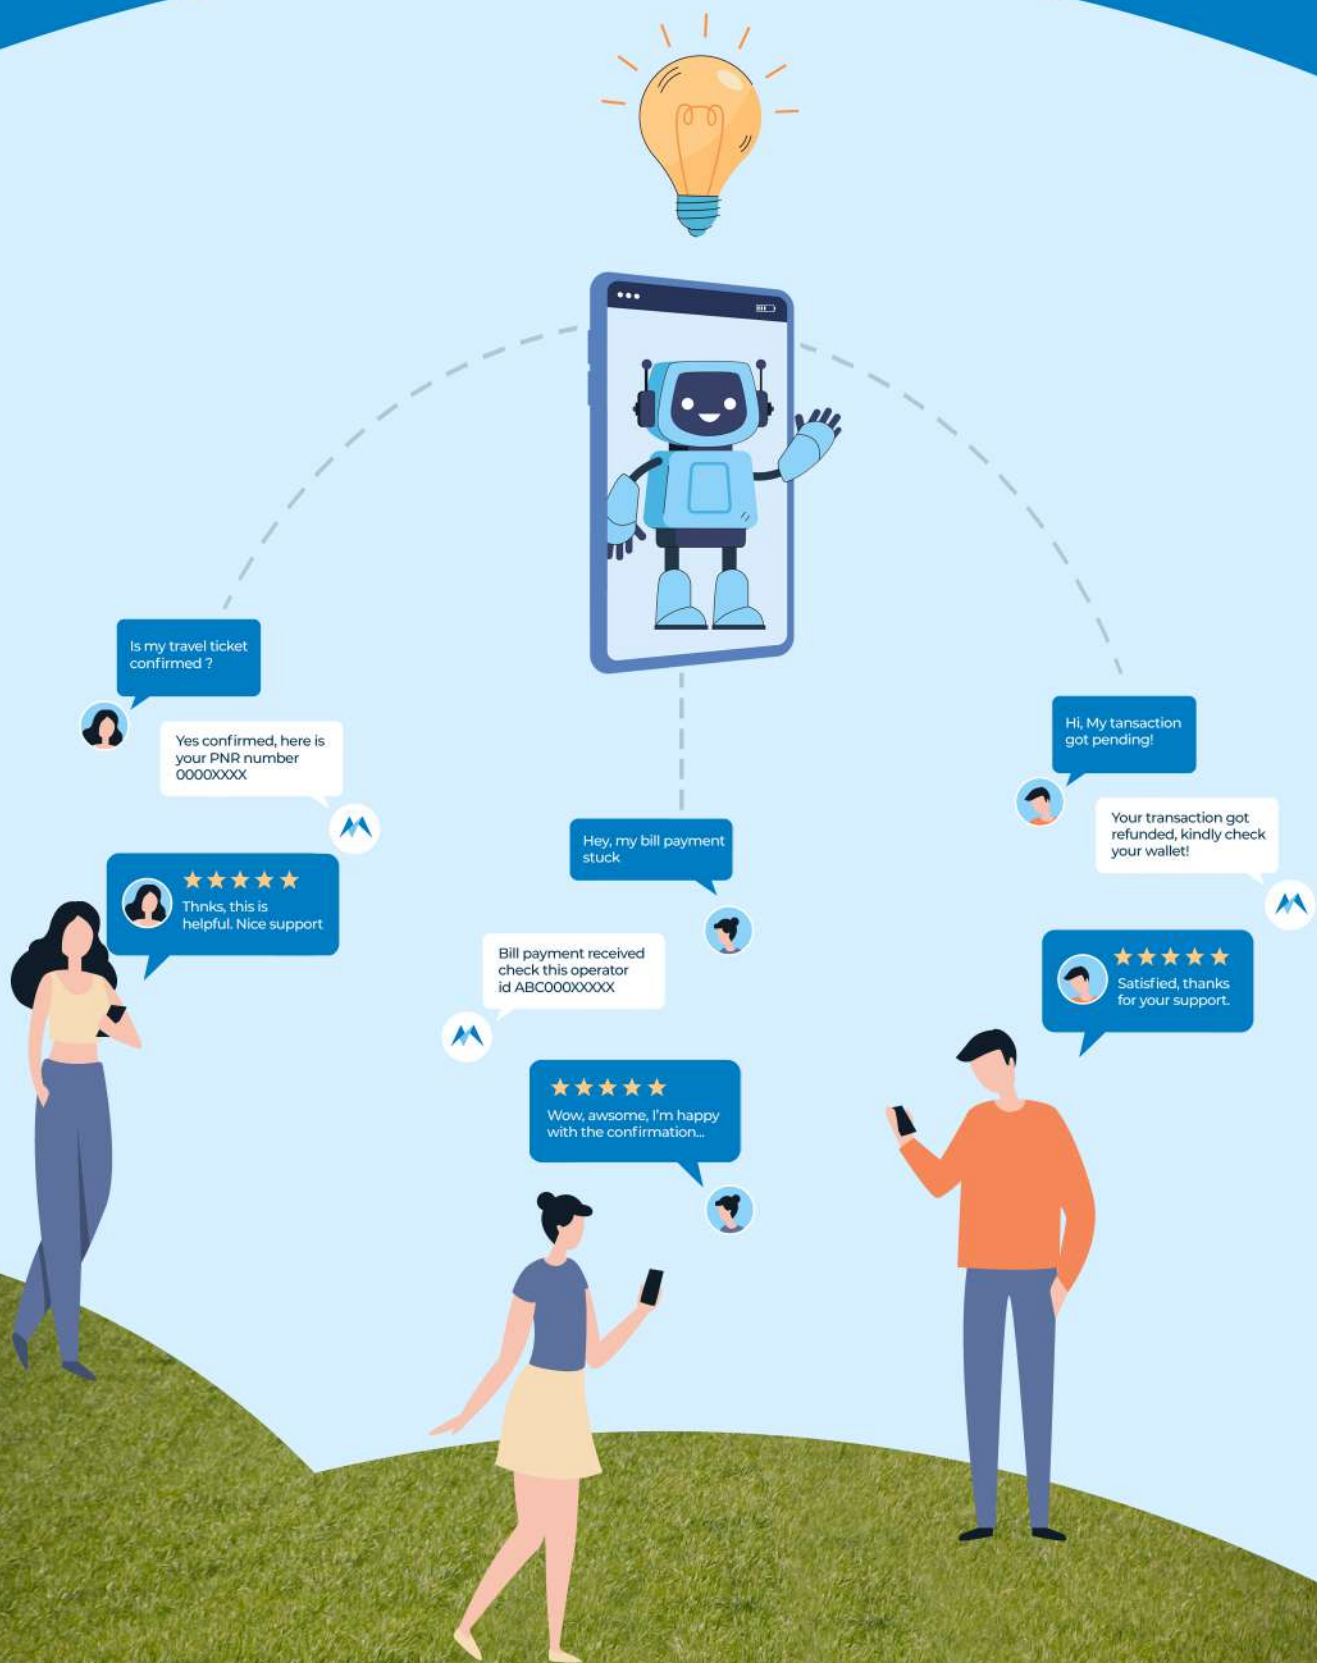 Is my travel ticket
confirmed ?
Yes confirmed, here is
your PNR number
0000XXXX
Thnks, this is
helpful. Nice support
Hey, my bill payment
stuck
Bill payment received
check this operator
id ABC000XXXXX
Wow, awsome, I'm happy
with the confirmation...
Hi, My tansaction
got pending!
Your transaction got
refunded, kindly check
your wallet!
Satisfied, thanks
for your support.